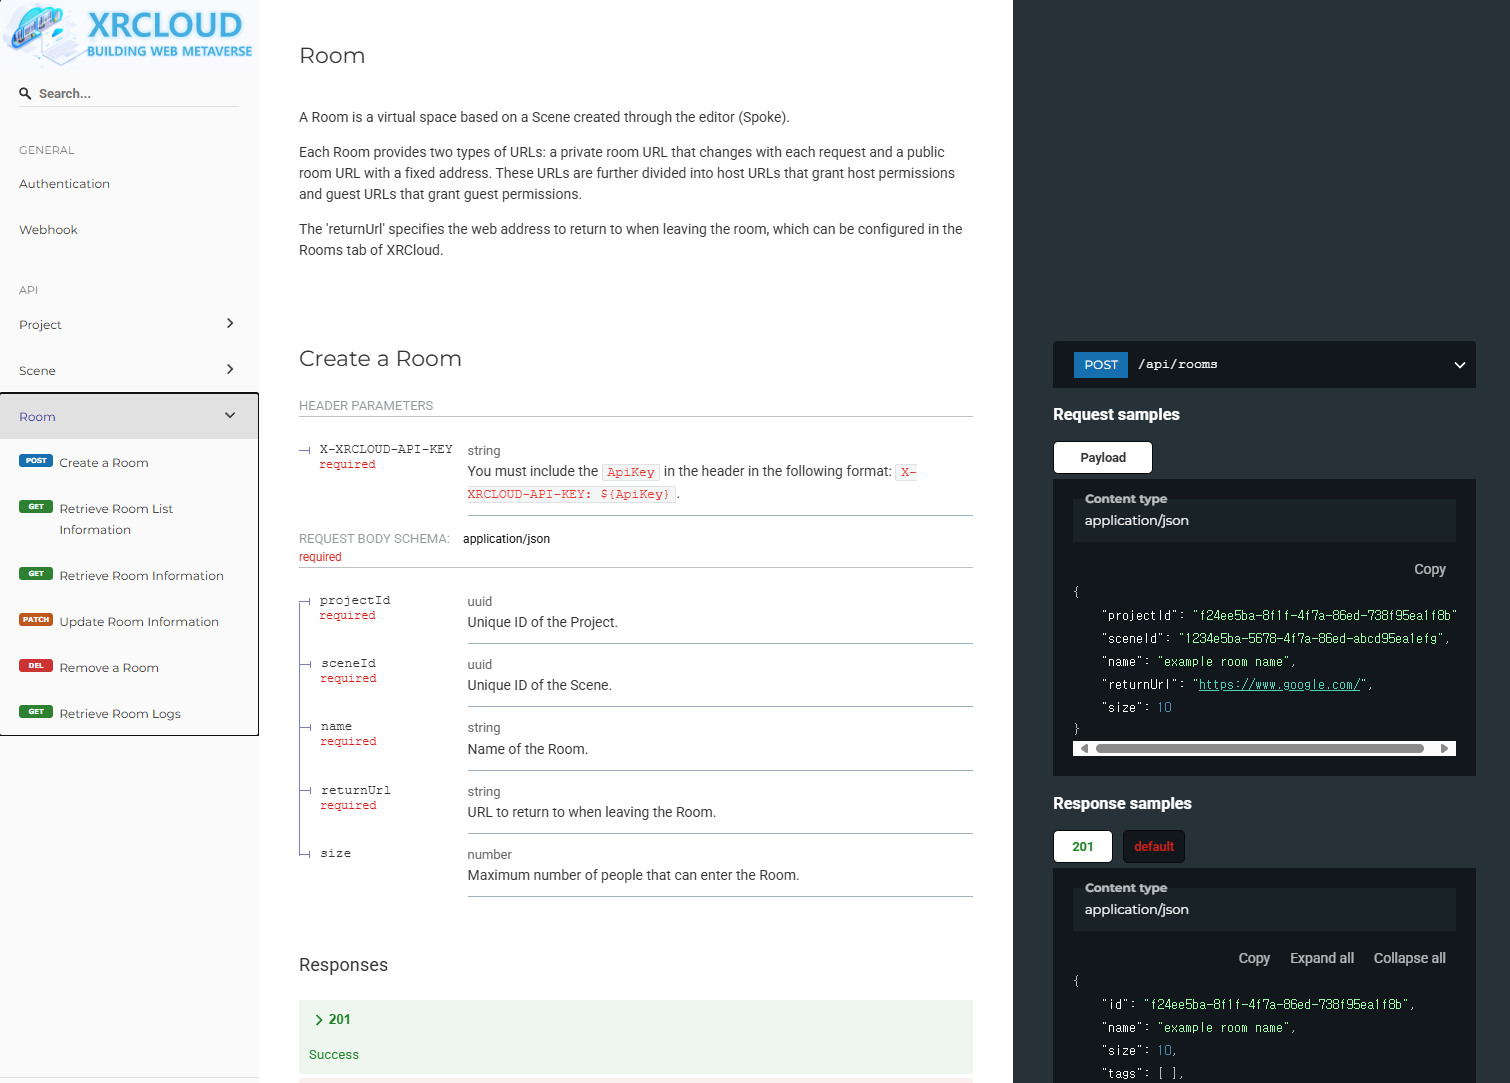 XRCLOUD
BUILDING WEB METAVERSE
Search...
GENERAL
Authentication
Webhook
API
Project
Scene
Room
POST Create a Room
GET Retrieve Room List
Information
GET Retrieve Room Information
PATCH Update Room Information
DEL Remove a Room
GET Retrieve Room Logs
Room
A Room is a virtual space based on a Scene created through the editor (Spoke).
Each Room provides two types of URLs: a private room URL that changes with each request and a public
room URL with a fixed address. These URLs are further divided into host URLs that grant host permissions
and guest URLs that grant guest permissions.
The 'returnUrl' specifies the web address to return to when leaving the room, which can be configured in the
Rooms tab of XRCloud.
Create a Room
HEADER PARAMETERS
X-XRCLOUD-API-KEY string
required
You must include the ApiKey in the header in the following format: X-
XRCLOUD-API-KEY: ${ApiKey} .
REQUEST BODY SCHEMA: application/json
required
projectId uuid
required
Unique ID of the Project.
sceneId uuid
required
Unique ID of the Scene.
name string
required
Name of the Room.
returnUrl string
required
URL to return to when leaving the Room.
size number
Maximum number of people that can enter the Room.
Responses
201
Success
POST /api/rooms
Request samples
Payload
Content type
application/json
Copy
{
"projectId": "f24ee5ba-8f1f-4f7a-86ed-738f95ea1f8b"
"sceneId": "1234e5ba-5678-4f7a-86ed-abcd95ea1efg",
"name": "example room name",
"returnUrl": "https://www.google.com/",
"size": 10
}
Response samples
201 default
Content type
application/json
Copy Expand all Collapse all
{
"id": "f24ee5ba-8f1f-4f7a-86ed-738f95ea1f8b",
"name": "example room name",
"size": 10,
"tags": [ ],